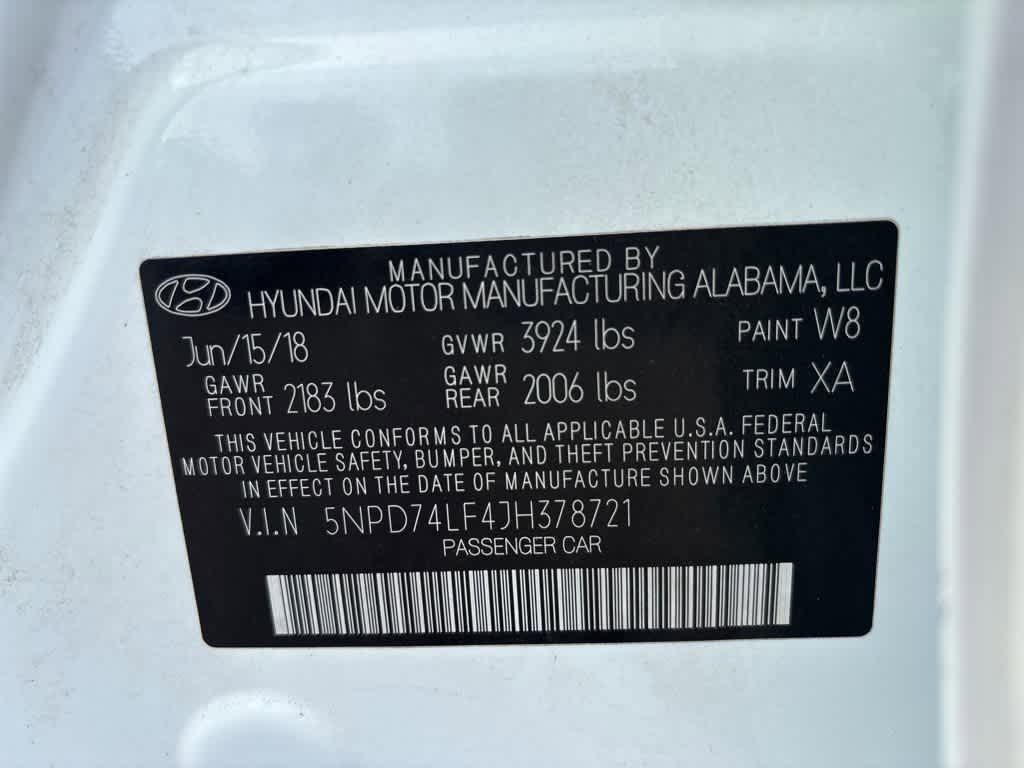 MANUFACTURED BY
HYUNDAI MOTOR MANUFACTURING ALABAMA, LLC
Jun/15/18 GVWR 3924 lbs PAINT W8
GAWR FRONT 2183 lbs GAWR REAR 2006 lbs TRIM XA
THIS VEHICLE CONFORMS TO ALL APPLICABLE U.S.A. FEDERAL
MOTOR VEHICLE SAFETY, BUMPER, AND THEFT PREVENTION STANDARDS
IN EFFECT ON THE DATE OF MANUFACTURE SHOWN ABOVE
V.I.N 5NPD74LF4JH378721
PASSENGER CAR